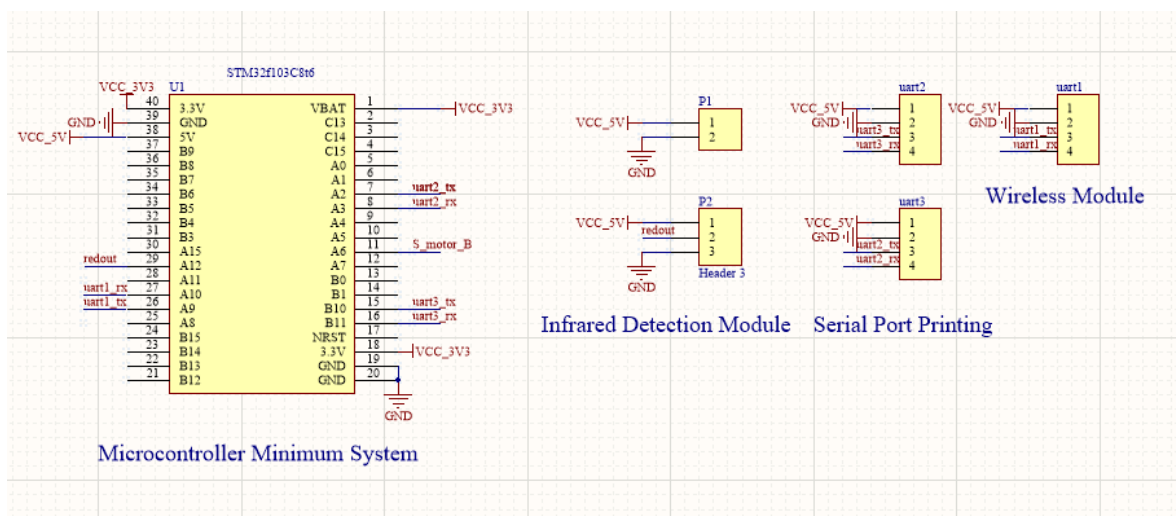 STM32f103C8t6
U1
VCC_3V3
40 3.3V
GND 39 GND
VCC_5V 38 5V
37 B9
36 B8
35 B7
34 B6
33 B5
32 B4
31 B3
30 A15
redout 29 A12
28 A11
uart1_rx 27 A10
uart1_tx 26 A9
25 A8
24 B15
23 B14
22 B13
21 B12
VBAT 1 VCC_3V3
C13 2
C14 3
C15 4
A0 5
A1 6
A2 7 uart2_tx
A3 8 uart2_rx
A4 9
A5 10
A6 11 S_motor_B
A7 12
B0 13
B1 14
B10 15 uart3_tx
B11 16 uart3_rx
NRST 17
3.3V 18 VCC_3V3
GND 19
GND 20
GND
Microcontroller Minimum System
P1
VCC_5V 1
2
GND
P2
VCC_5V 1
redout 2
3
GND
Header 3
Infrared Detection Module
uart2
VCC_5V 1
GND 2
uart3_tx 3
uart3_rx 4
uart3
VCC_5V 1
GND 2
uart2_tx 3
uart2_rx 4
Serial Port Printing
uart1
VCC_5V 1
GND 2
uart1_tx 3
uart1_rx 4
Wireless Module